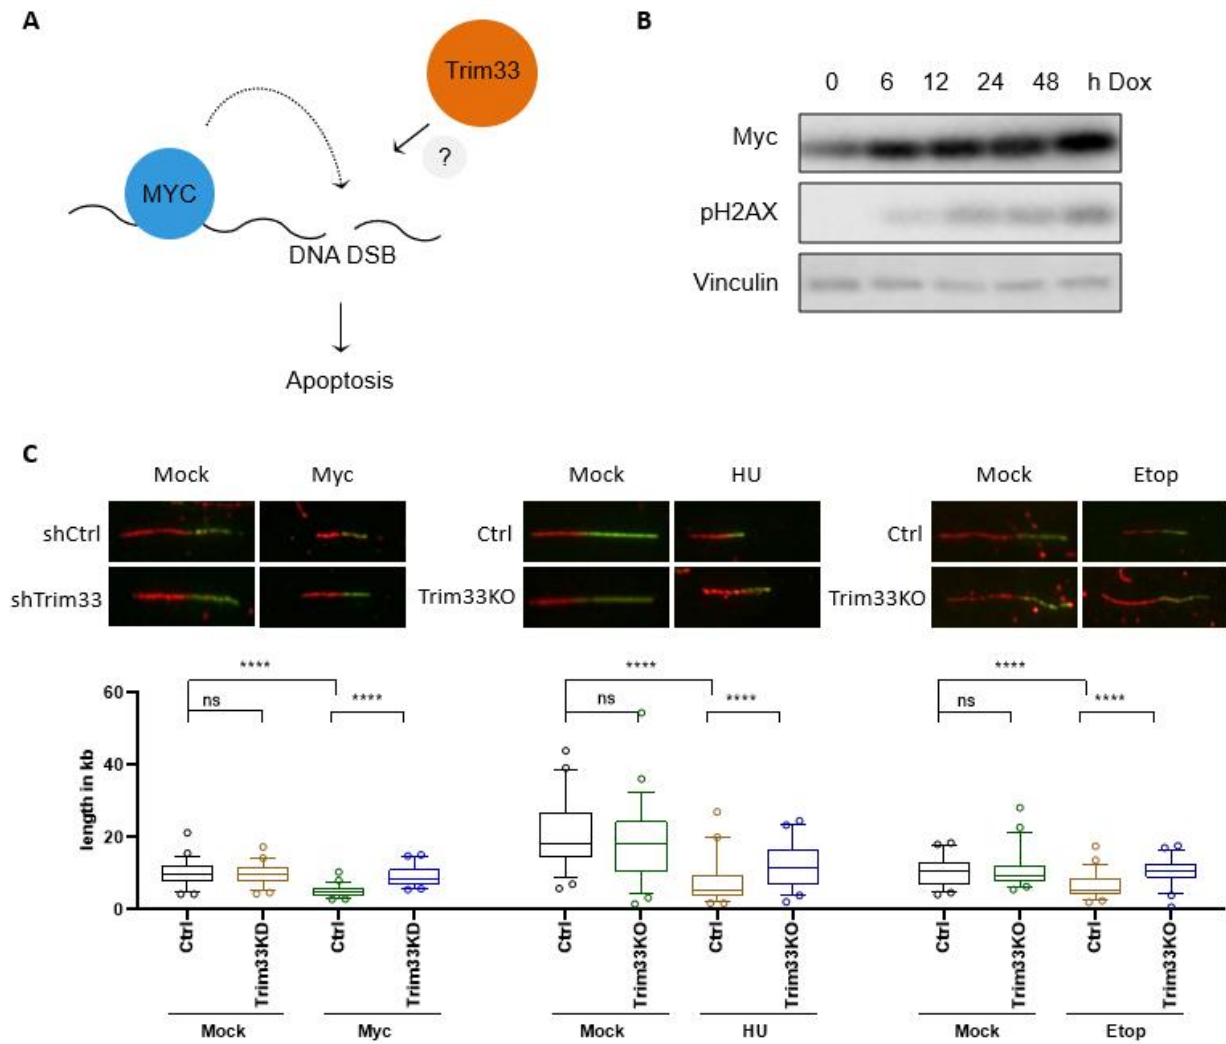 A
Trim33
?
MYC
DNA DSB
Apoptosis
B
0 6 12 24 48 h Dox
Myc
pH2AX
Vinculin
C
Mock Myc
shCtrl
shTrim33
Mock HU
Ctrl
Trim33KO
Mock Etop
Ctrl
Trim33KO
length in kb
60
40
20
0
****
ns
****
****
ns
****
****
ns
****
Ctrl
Trim33KD
Ctrl
Trim33KD
Ctrl
Trim33KO
Ctrl
Trim33KO
Ctrl
Trim33KO
Ctrl
Trim33KO
Mock Myc Mock HU Mock Etop